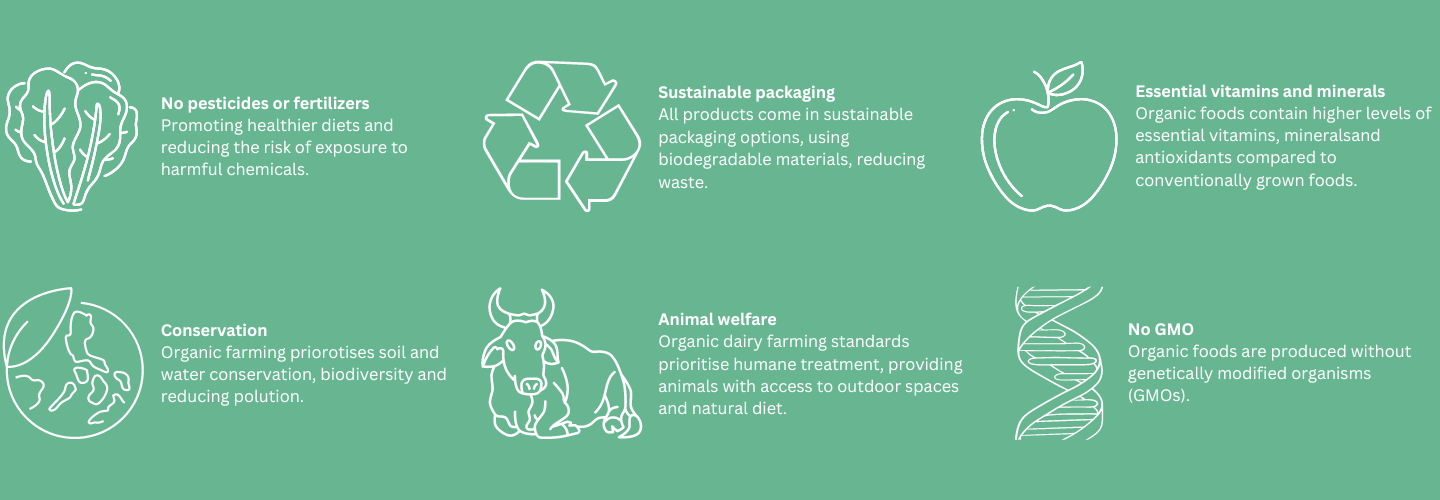 No pesticides or fertilizers
Promoting healthier diets and
reducing the risk of exposure to
harmful chemicals.
Sustainable packaging
All products come in sustainable
packaging options, using
biodegradable materials, reducing
waste.
Essential vitamins and minerals
Organic foods contain higher levels of
essential vitamins, mineralsand
antioxidants compared to
conventionally grown foods.
Conservation
Organic farming priorotises soil and
water conservation, biodiversity and
reducing polution.
Animal welfare
Organic dairy farming standards
prioritise humane treatment, providing
animals with access to outdoor spaces
and natural diet.
No GMO
Organic foods are produced without
genetically modified organisms
(GMOs).